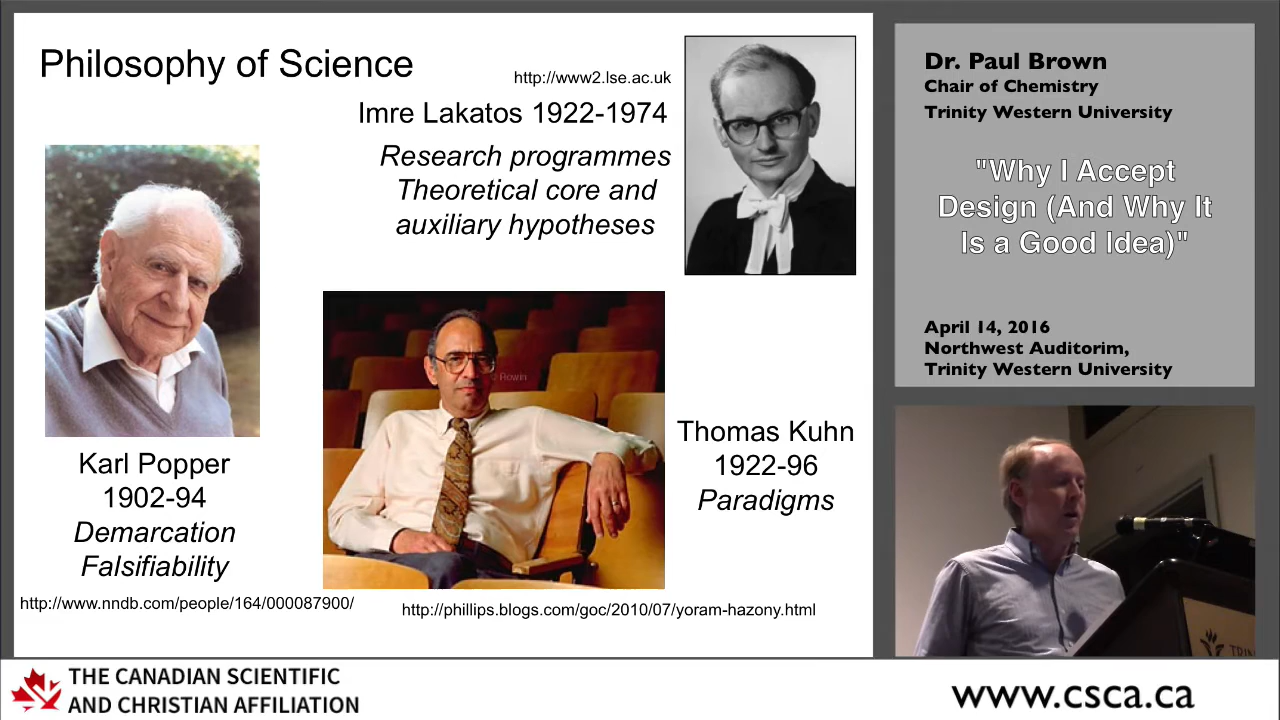 Philosophy of Science
http://www2.lse.ac.uk
Imre Lakatos 1922-1974
Research programmes
Theoretical core and
auxiliary hypotheses
Karl Popper
1902-94
Demarcation
Falsifiability
http://www.nndb.com/people/164/000087900/
Thomas Kuhn
1922-96
Paradigms
http://phillips.blogs.com/goc/2010/07/yoram-hazony.html
Dr. Paul Brown
Chair of Chemistry
Trinity Western University
"Why I Accept
Design (And Why It
Is a Good Idea)"
April 14, 2016
Northwest Auditorim,
Trinity Western University
THE CANADIAN SCIENTIFIC
AND CHRISTIAN AFFILIATION
www.csca.ca